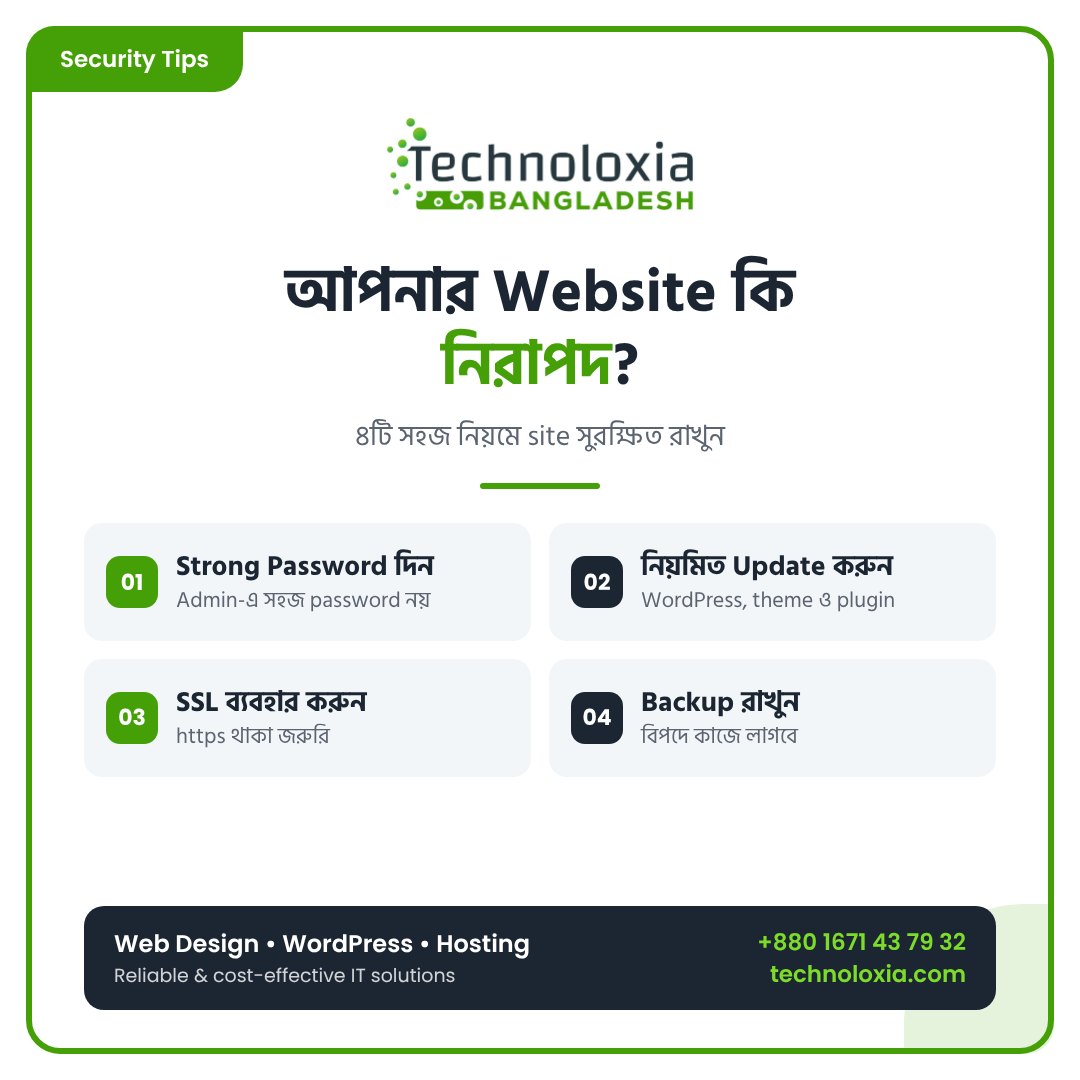 Security Tips
Technoloxia
BANGLADESH
আপনার Website কি
নিরাপদ?
৪টি সহজ নিয়মে site সুরক্ষিত রাখুন
01
Strong Password দিন
Admin-এ সহজ password নয়
02
নিয়মিত Update করুন
WordPress, theme ও plugin
03
SSL ব্যবহার করুন
https থাকা জরুরি
04
Backup রাখুন
বিপদে কাজে লাগবে
Web Design • WordPress • Hosting
Reliable & cost-effective IT solutions
+880 1671 43 79 32
technoloxia.com